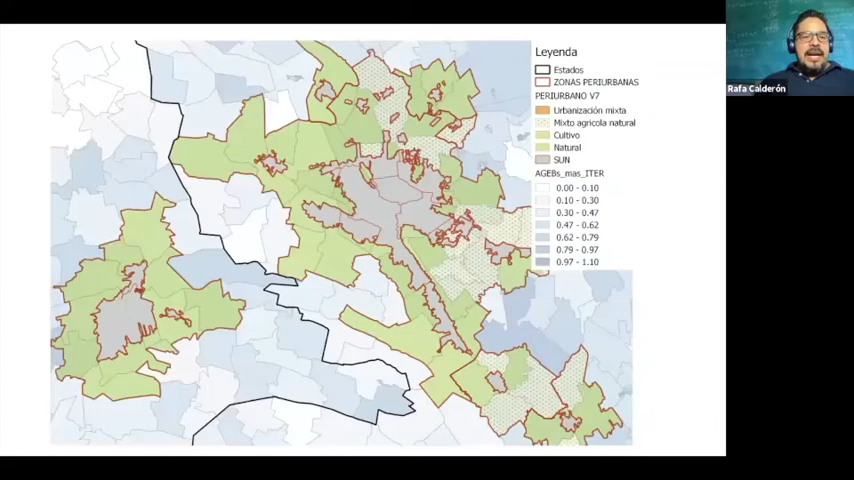 Leyenda
Estados
ZONAS PERIURBANAS
PERIURBANO V7
Urbanización mixta
Mixto agricola natural
Cultivo
Natural
SUN
AGEBs_mas_ITER
0.00 - 0.10
0.10 - 0.30
0.30 - 0.47
0.47 - 0.62
0.62 - 0.79
0.79 - 0.97
0.97 - 1.10
Rafa Calderón